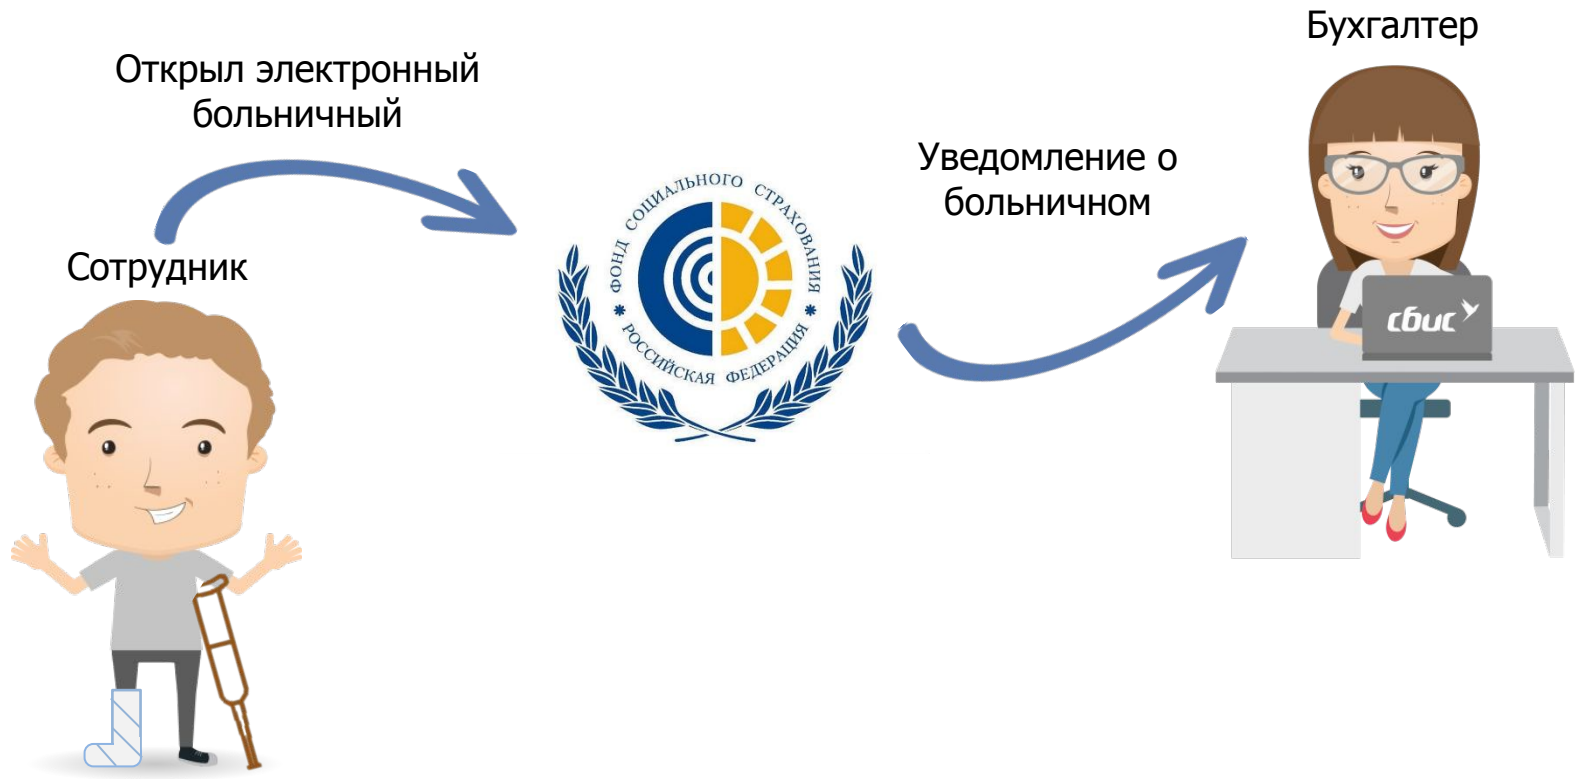 Бухгалтер
Открыл электронный
больничный
Уведомление о
больничном
Сотрудник
ФОНД СОЦИАЛЬНОГО СТРАХОВАНИЯ
РОССИЙСКАЯ ФЕДЕРАЦИЯ
сбис